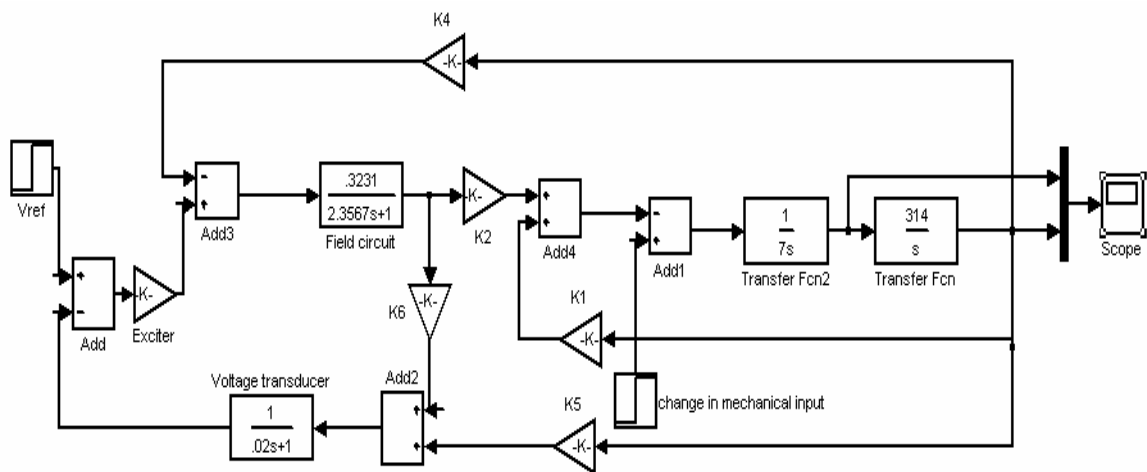 K4
-K-
Vref
-
+
Add3
.3231
2.3567s+1
Field circuit
-K-
K2
+
+
Add4
-
+
Add1
1
7s
Transfer Fcn2
314
s
Transfer Fcn
Scope
+
-
Add
-K-
Exciter
-K-
K6
K1
-K-
change in mechanical input
Voltage transducer
1
.02s+1
Add2
+
+
K5
-K-